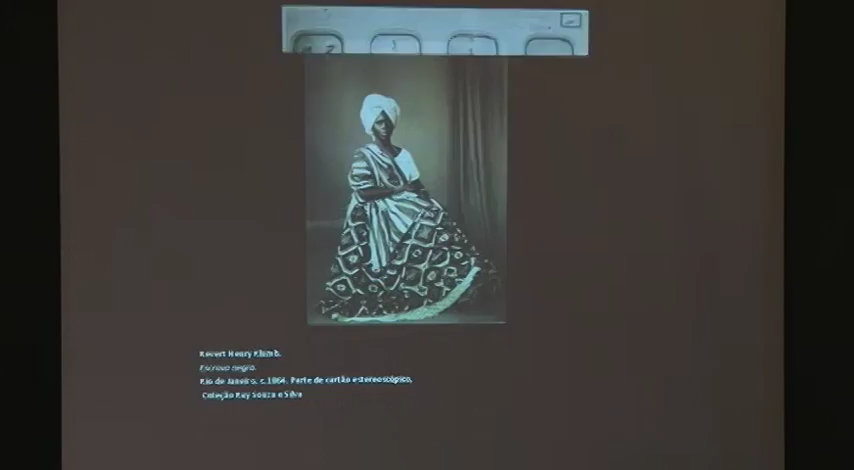 Revert Henry Klumb.
Escrava negra.
Rio de Janeiro, c.1864. Parte de cartão estereoscópico,
Coleção Ruy Souza e Silva